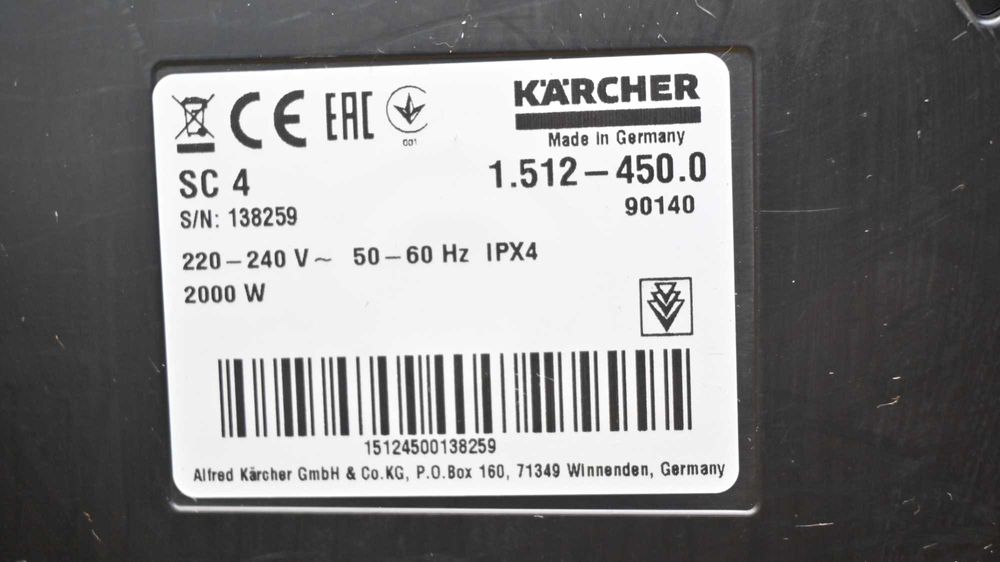 CE EAC
001
KÄRCHER
Made in Germany
SC 4
1.512-450.0
S/N: 138259
90140
220-240 V~ 50-60 Hz IPX4
2000 W
15124500138259
Alfred Kärcher GmbH & Co.KG, P.O.Box 160, 71349 Winnenden, Germany